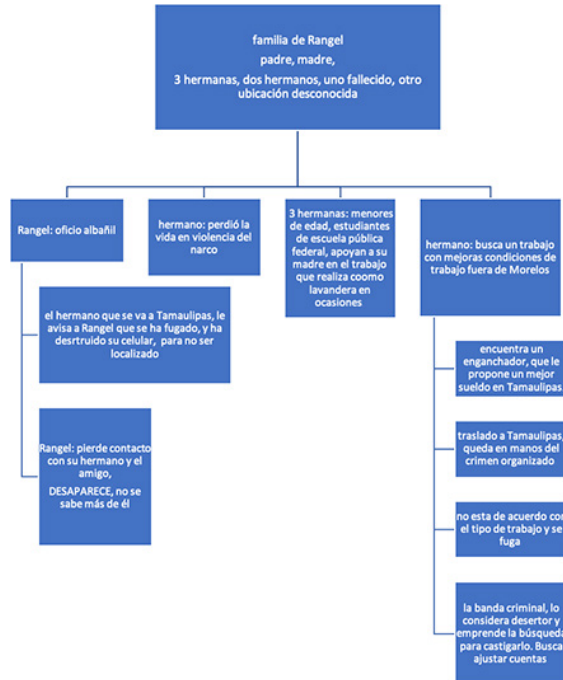 familia de Rangel
padre, madre,
3 hermanas, dos hermanos, uno fallecido, otro
ubicación desconocida
Rangel: oficio albañil
hermano: perdió la
vida en violencia del
narco
3 hermanas: menores
de edad, estudiantes
de escuela pública
federal, apoyan a su
madre en el trabajo
que realiza coomo
lavandera en
ocasiones
hermano: busca un trabajo
con mejoras condiciones de
trabajo fuera de Morelos
el hermano que se va a Tamaulipas, le
avisa a Rangel que se ha fugado, y ha
desrtruido su celular, para no ser
localizado
Rangel: pierde contacto
con su hermano y el
amigo,
DESAPARECE, no se
sabe más de él
encuentra un
enganchador, que le
propone un mejor
sueldo en Tamaulipas
traslado a Tamaulipas,
queda en manos del
crimen organizado
no esta de acuerdo con
el tipo de trabajo y se
fuga
la banda criminal, lo
considera desertor y
emprende la búsqueda
para castigarlo. Busca
ajustar cuentas